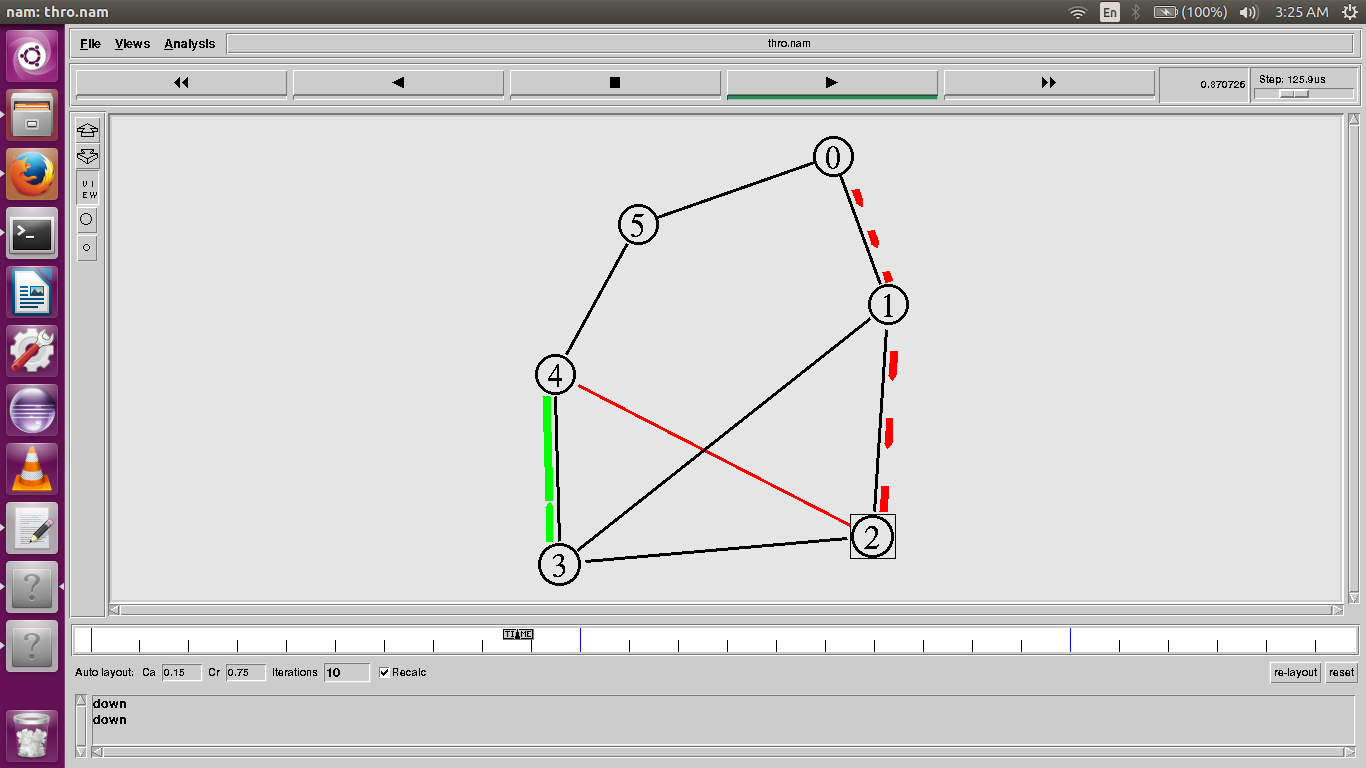 nam: thro.nam
En
(100%)
3:25 AM
File Views Analysis thro.nam
0.870726 Step: 125.9us
VI
EW
0
5
1
4
2
3
TIME
Auto layout: Ca 0.15 Cr 0.75 Iterations 10 Recalc re-layout reset
down
down